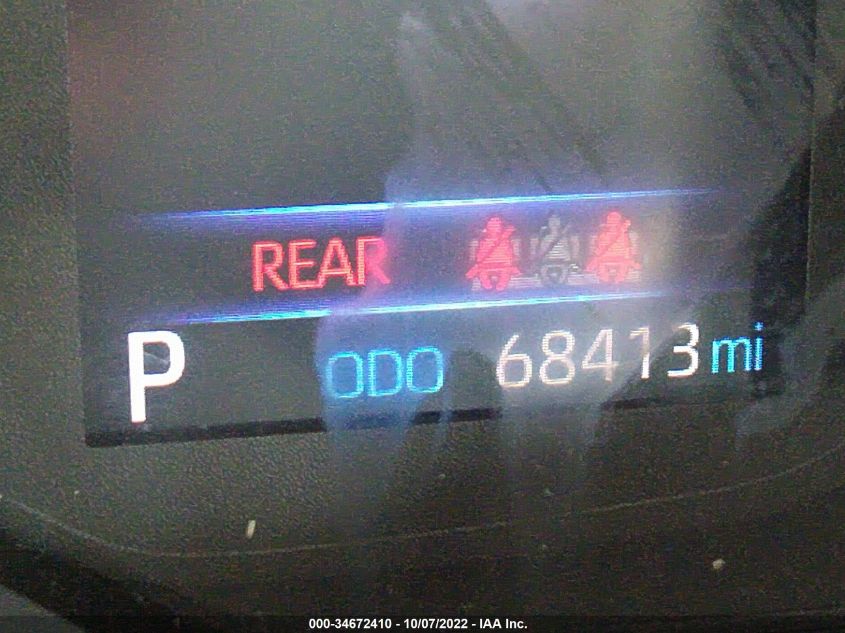 REAR
P ODO 68413 mi
000-34672410 - 10/07/2022 - IAA Inc.